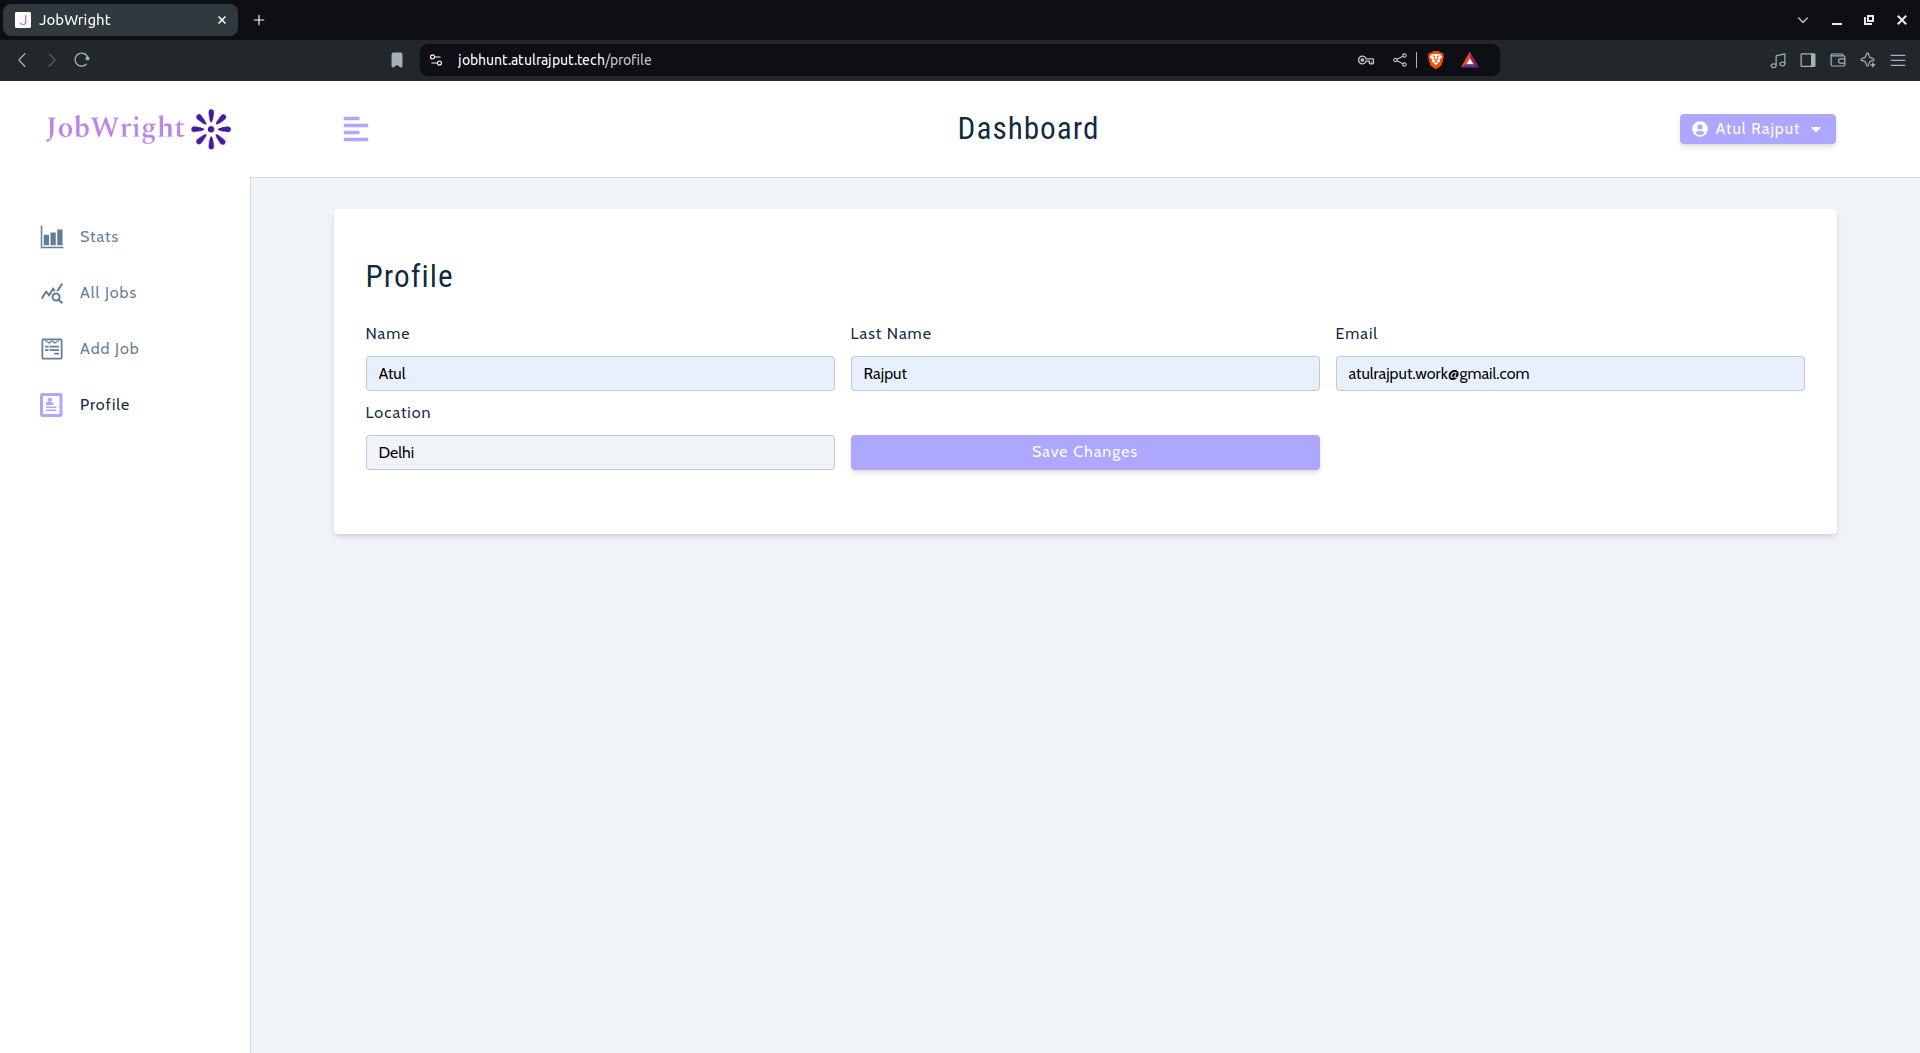 J JobWright
jobhunt.atulrajput.tech/profile
JobWright
Dashboard
Atul Rajput
Stats
All Jobs
Add Job
Profile
Profile
Name
Last Name
Email
Atul
Rajput
atulrajput.work@gmail.com
Location
Delhi
Save Changes